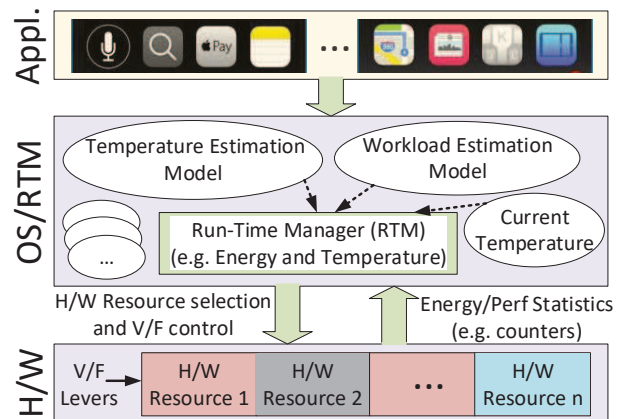 Appl.
Pay
...
OS/RTM
Temperature Estimation
Model
Workload Estimation
Model
...
Run-Time Manager (RTM)
(e.g. Energy and Temperature)
Current
Temperature
H/W Resource selection
and V/F control
Energy/Perf Statistics
(e.g. counters)
H/W
V/F
Levers
H/W
Resource 1
H/W
Resource 2
...
H/W
Resource n